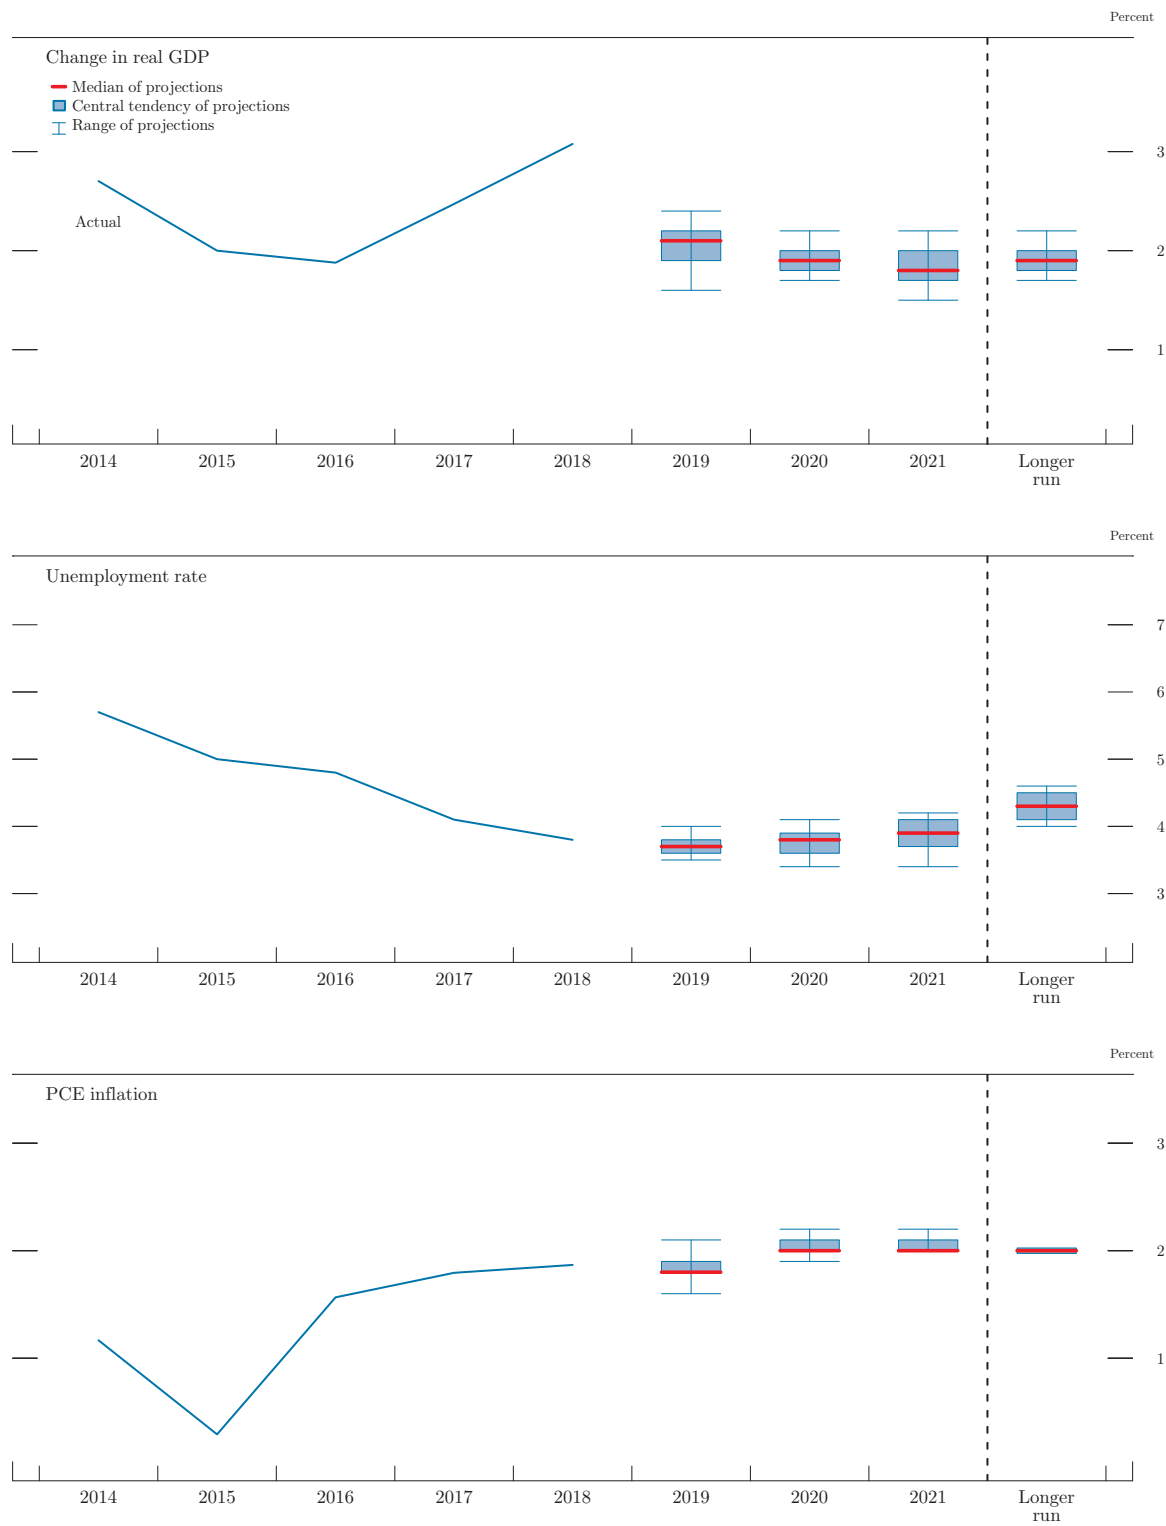 Percent
Change in real GDP
Median of projections
Central tendency of projections
Range of projections
Actual
3
2
1
2014 2015 2016 2017 2018 2019 2020 2021 Longer
run
Percent
Unemployment rate
7
6
5
4
3
2014 2015 2016 2017 2018 2019 2020 2021 Longer
run
Percent
PCE inflation
3
2
1
2014 2015 2016 2017 2018 2019 2020 2021 Longer
run